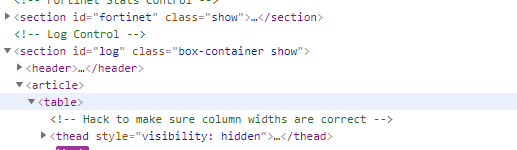 <!-- Fortinet Stats Control -->
<section id="fortinet" class="show">…</section>
<!-- Log Control -->
<section id="log" class="box-container show">
<header>…</header>
<article>
<table>
<!-- Hack to make sure column widths are correct -->
<thead style="visibility: hidden">…</thead>